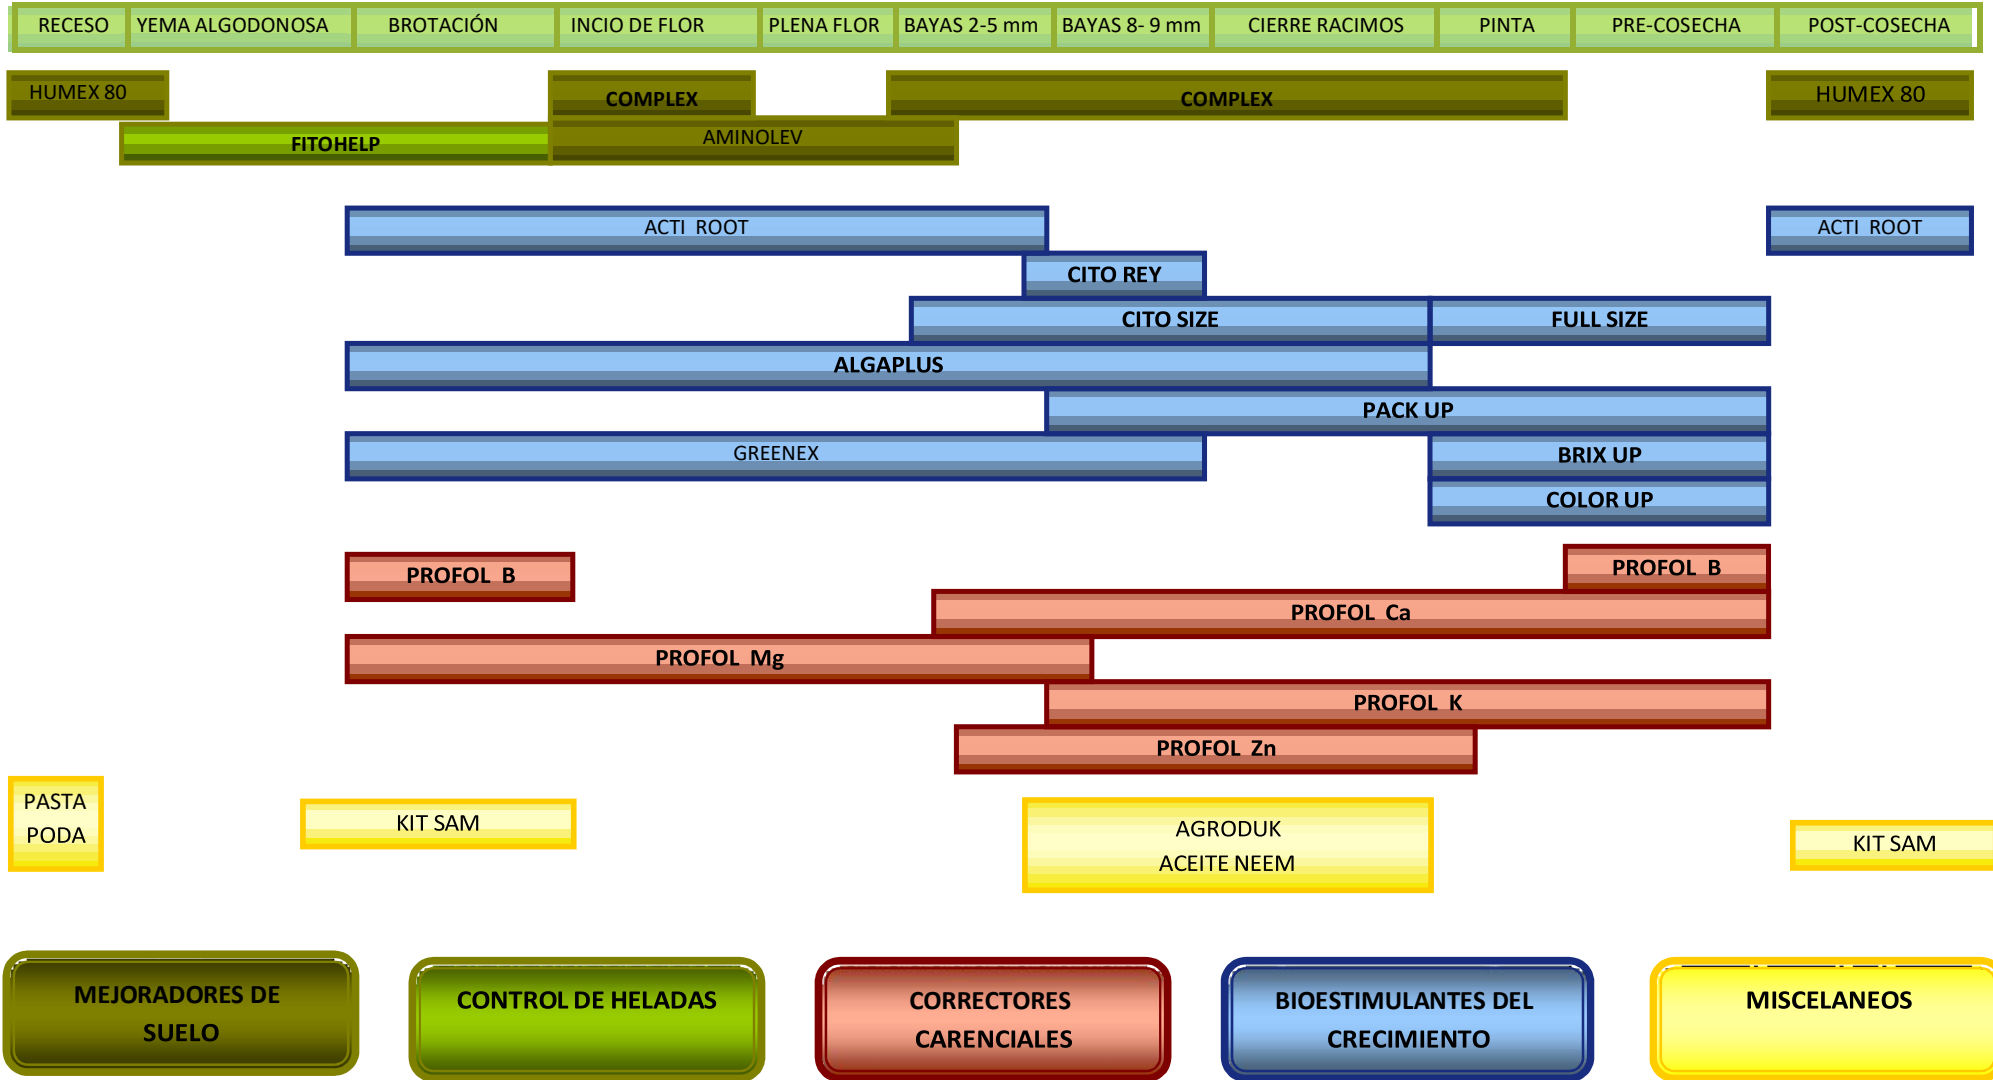 RECESO
YEMA ALGODONOSA
BROTACIÓN
INCIO DE FLOR
PLENA FLOR
BAYAS 2-5 mm
BAYAS 8- 9 mm
CIERRE RACIMOS
PINTA
PRE-COSECHA
POST-COSECHA
HUMEX 80
COMPLEX
COMPLEX
HUMEX 80
FITOHELP
AMINOLEV
ACTI ROOT
ACTI ROOT
CITO REY
CITO SIZE
FULL SIZE
ALGAPLUS
PACK UP
GREENEX
BRIX UP
COLOR UP
PROFOL B
PROFOL B
PROFOL Ca
PROFOL Mg
PROFOL K
PROFOL Zn
PASTA
PODA
KIT SAM
AGRODUK
ACEITE NEEM
KIT SAM
MEJORADORES DE
SUELO
CONTROL DE HELADAS
CORRECTORES
CARENCIALES
BIOESTIMULANTES DEL
CRECIMIENTO
MISCELANEOS